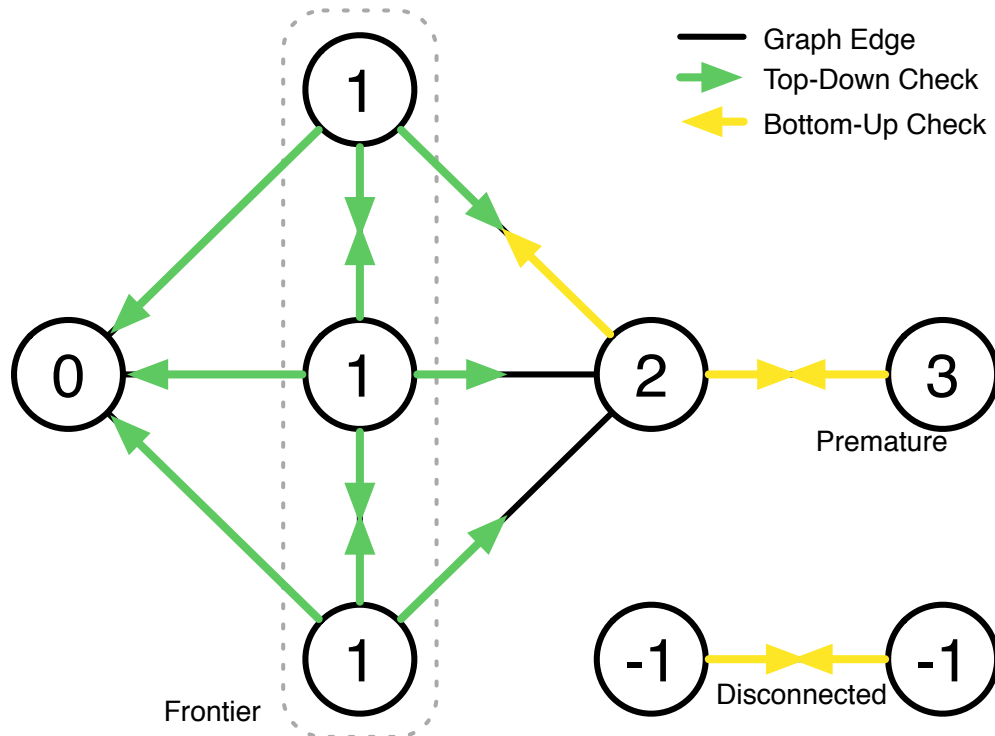 1
Graph Edge
Top-Down Check
Bottom-Up Check
0
1
2
3
Premature
1
-1
-1
Disconnected
Frontier